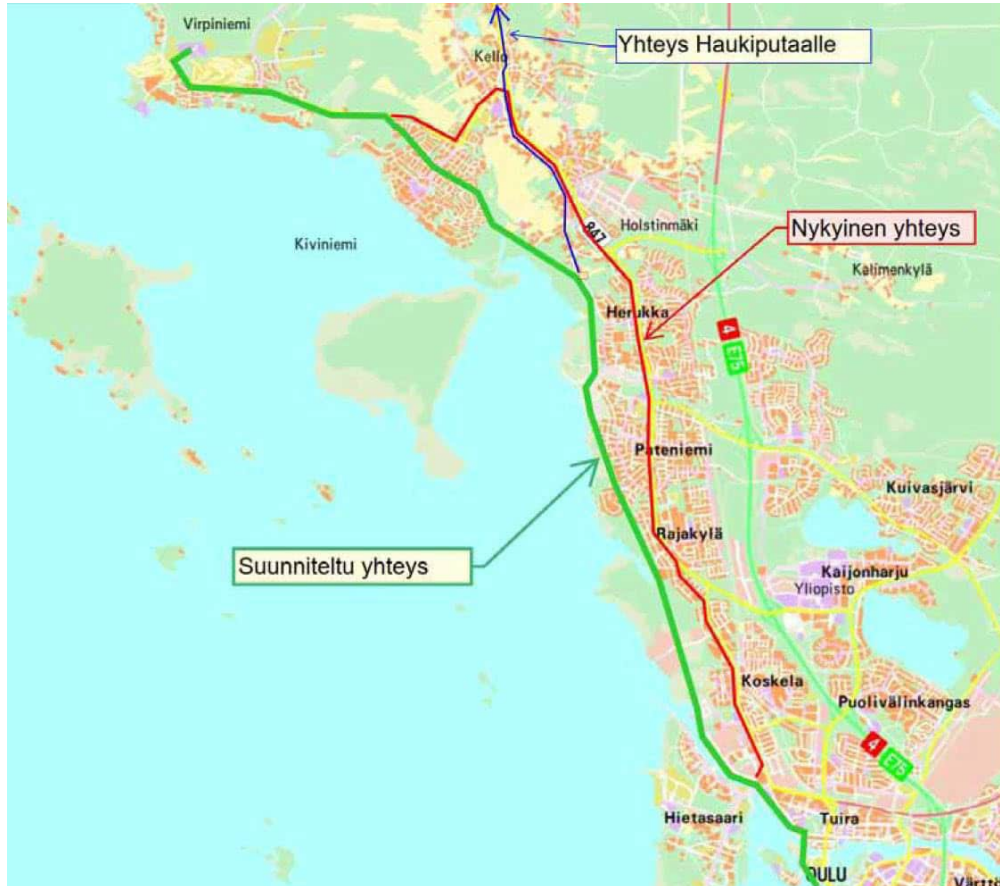 Virpiniemi
Kello
Yhteys Haukiputaalle
847
Holstinmäki
Nykyinen yhteys
Kiviniemi
Kalimenkylä
Herukka
4
E75
Pateniemi
Kuivasjärvi
Rajakylä
Suunniteltu yhteys
Kaijonharju
Yliopisto
Koskela
Puolivälinkangas
4
E75
Hietasaari
Tuira
OULU
Värtti